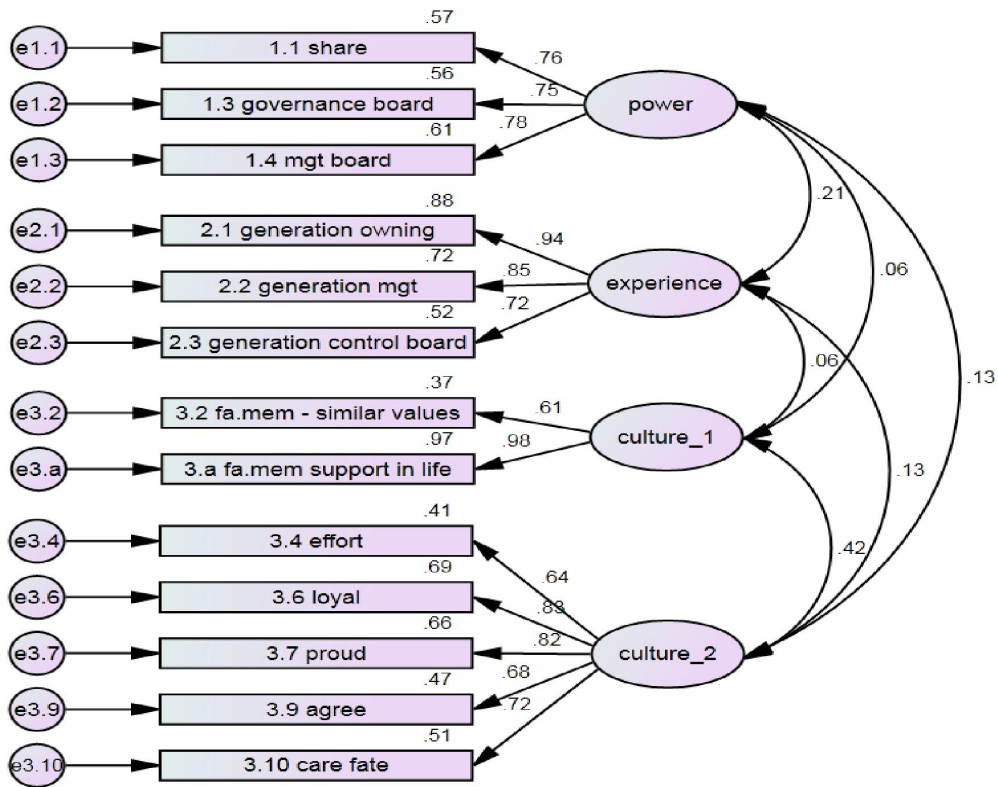 .57
e1.1 1.1 share
.76
.56
e1.2 1.3 governance board .75 power
.61 .78
e1.3 1.4 mgt board
.21
.88
e2.1 2.1 generation owning
.94
.72
.85 experience .06
e2.2 2.2 generation mgt
.52 .72
e2.3 2.3 generation control board
.06
.13
.37
e3.2 3.2 fa.mem - similar values .61
.97 culture_1
.98
e3.a 3.a fa.mem support in life .13
.41
e3.4 3.4 effort .42
.64
.69
e3.6 3.6 loyal .83
.66
.82 culture_2
e3.7 3.7 proud
.47 .68
e3.9 3.9 agree .72
.51
e3.10 3.10 care fate